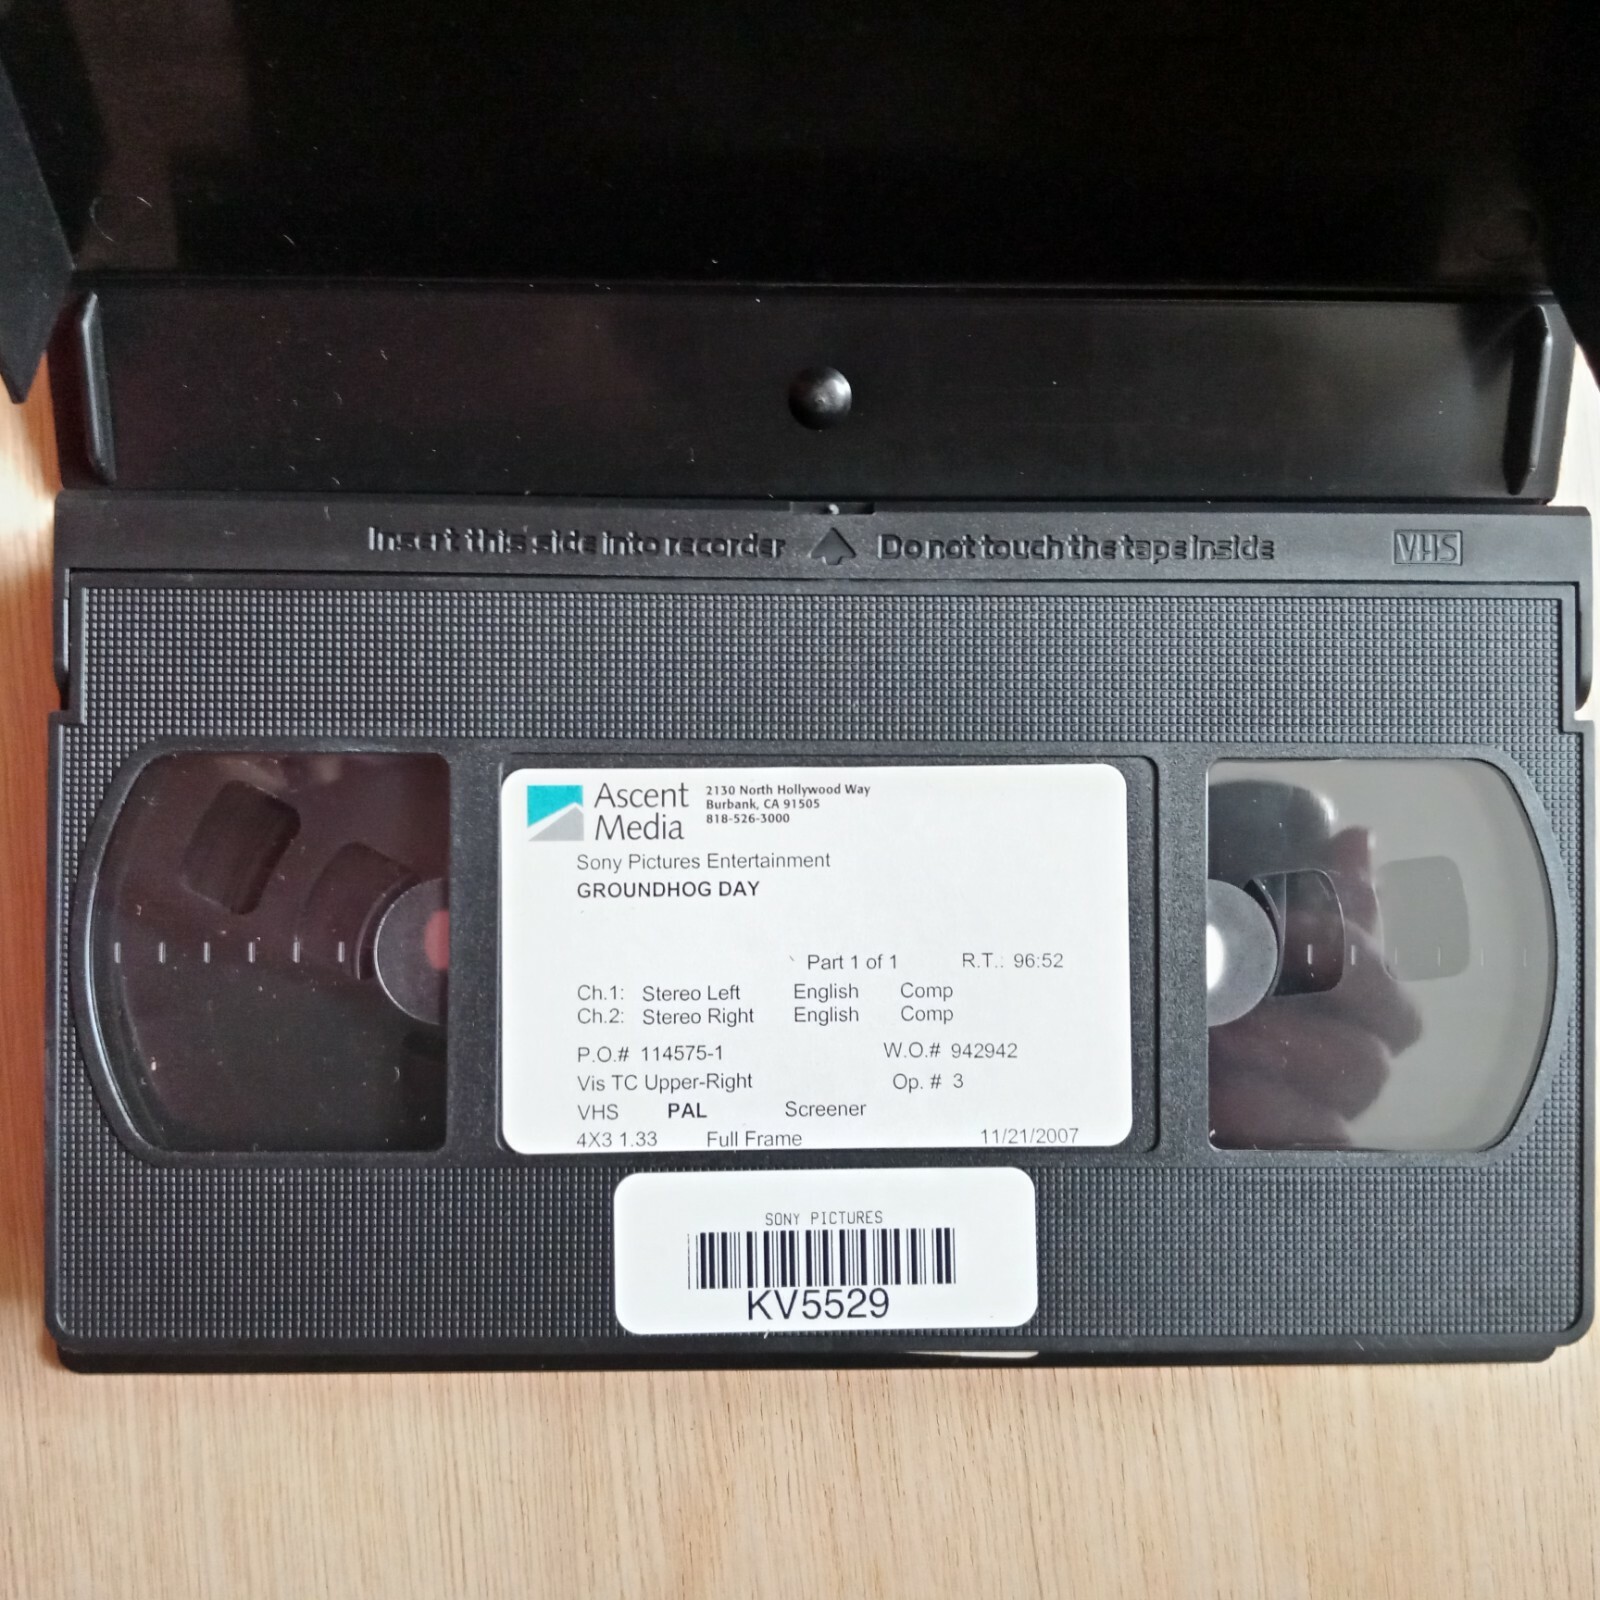 Insert this side into recorder Do not touch the tape inside VHS
Ascent Media
2130 North Hollywood Way
Burbank, CA 91505
818-526-3000
Sony Pictures Entertainment
GROUNDHOG DAY
Part 1 of 1 R.T.: 96:52
Ch.1: Stereo Left English Comp
Ch.2: Stereo Right English Comp
P.O.# 114575-1 W.O.# 942942
Vis TC Upper-Right Op. # 3
VHS PAL Screener
4X3 1.33 Full Frame 11/21/2007
SONY PICTURES
KV5529